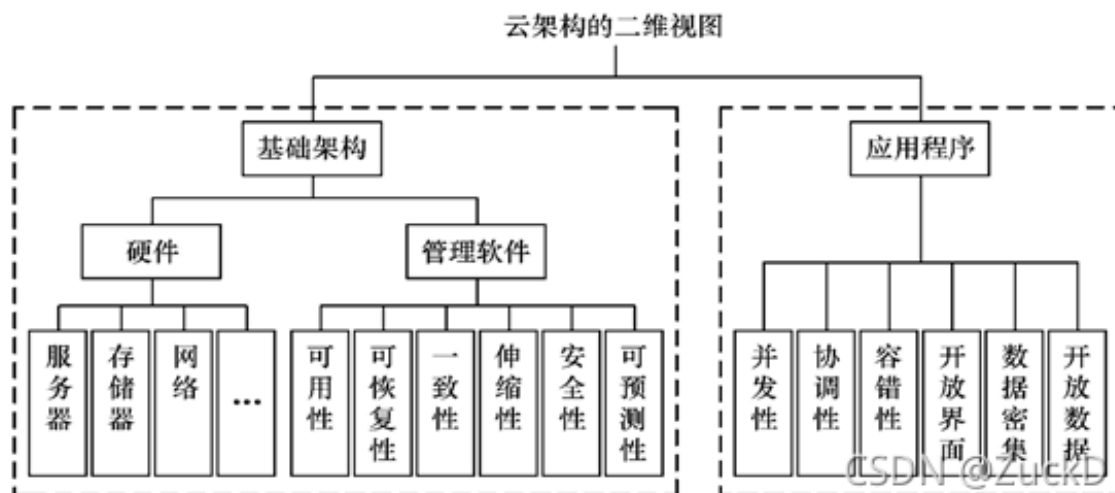 云架构的二维视图
基础架构
应用程序
硬件
管理软件
服务器
存储器
网络
…
可用性
可恢复性
一致性
伸缩性
安全性
可预测性
并发性
协调性
容错性
开放界面
数据密集
开放数据
CSDN @ZuckD